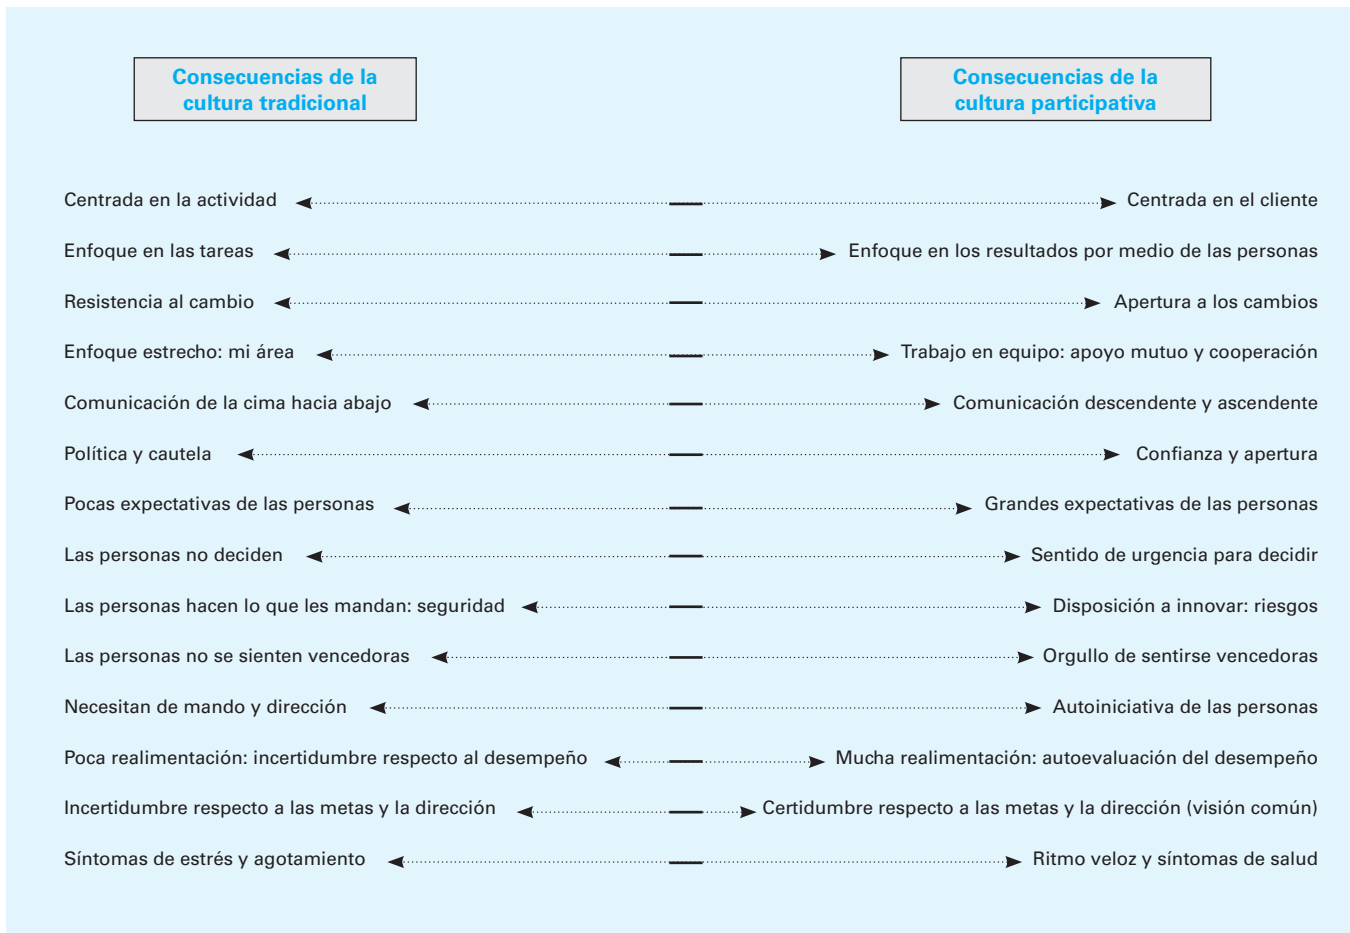 Consecuencias de la
cultura tradicional
Consecuencias de la
cultura participativa
Centrada en la actividad Centrada en el cliente
Enfoque en las tareas Enfoque en los resultados por medio de las personas
Resistencia al cambio Apertura a los cambios
Enfoque estrecho: mi área Trabajo en equipo: apoyo mutuo y cooperación
Comunicación de la cima hacia abajo Comunicación descendente y ascendente
Política y cautela Confianza y apertura
Pocas expectativas de las personas Grandes expectativas de las personas
Las personas no deciden Sentido de urgencia para decidir
Las personas hacen lo que les mandan: seguridad Disposición a innovar: riesgos
Las personas no se sienten vencedoras Orgullo de sentirse vencedoras
Necesitan de mando y dirección Autoiniciativa de las personas
Poca realimentación: incertidumbre respecto al desempeño Mucha realimentación: autoevaluación del desempeño
Incertidumbre respecto a las metas y la dirección Certidumbre respecto a las metas y la dirección (visión común)
Síntomas de estrés y agotamiento Ritmo veloz y síntomas de salud